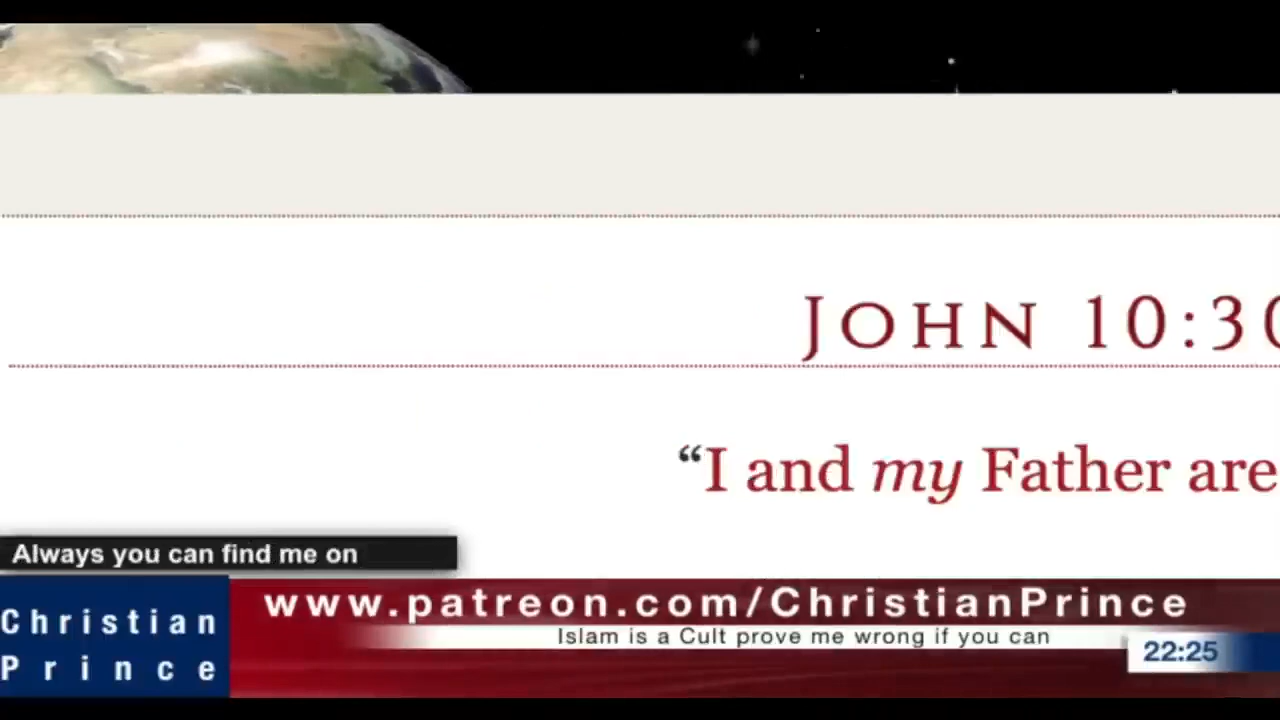 JOHN 10:30
“I and my Father are
Always you can find me on
Christian
Prince
www.patreon.com/ChristianPrince
Islam is a Cult prove me wrong if you can
22:25